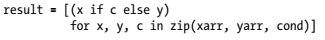 result = [(x if c else y)
for x, y, c in zip(xarr, yarr, cond)]